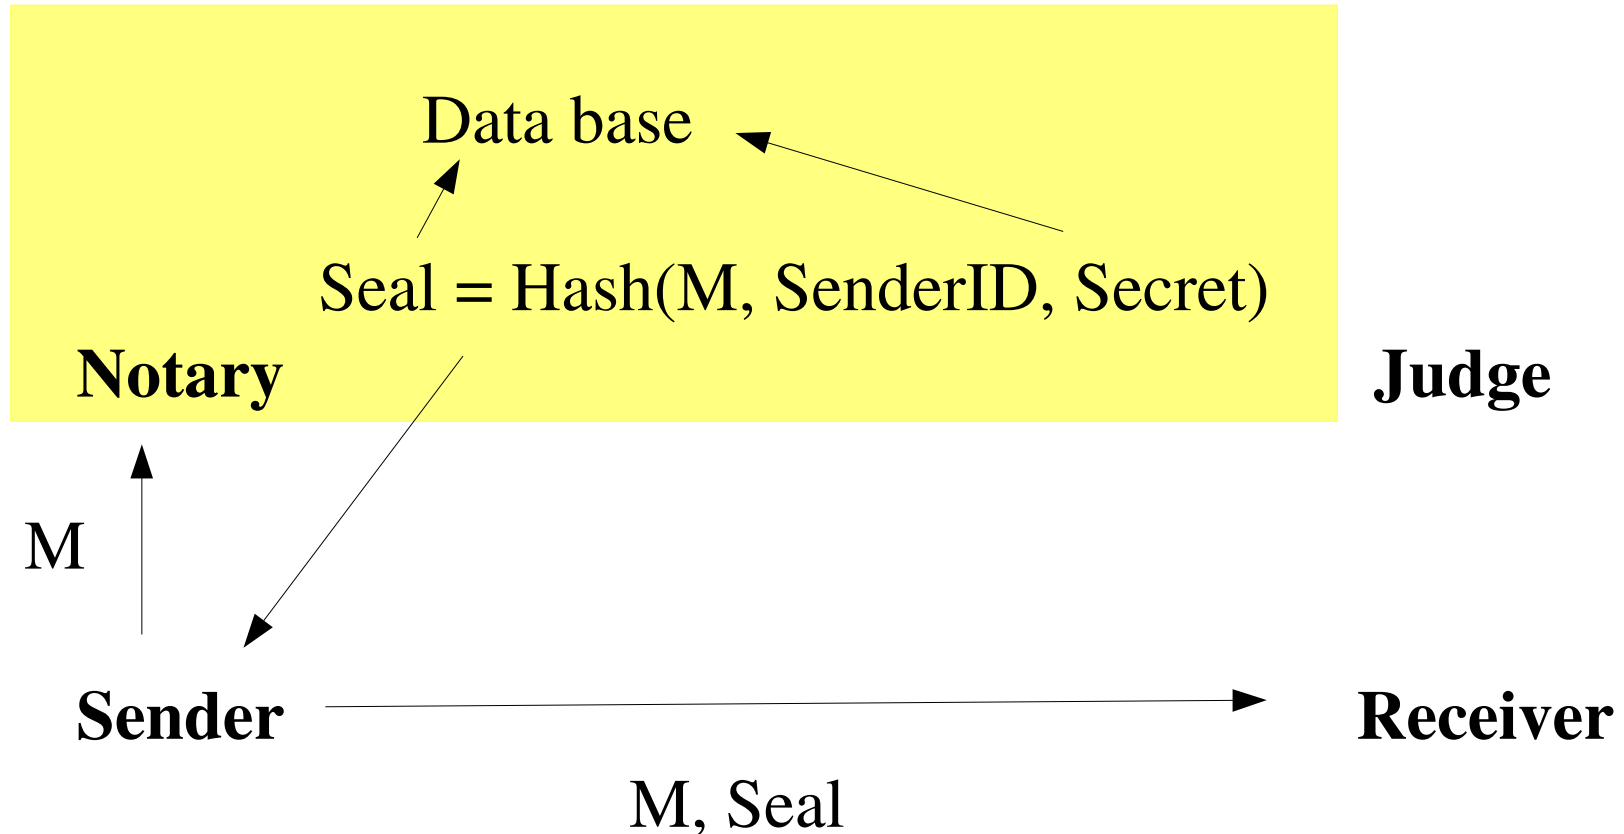 Data base
Seal = Hash(M, SenderID, Secret)
Notary
Judge
M
Sender
Receiver
M, Seal